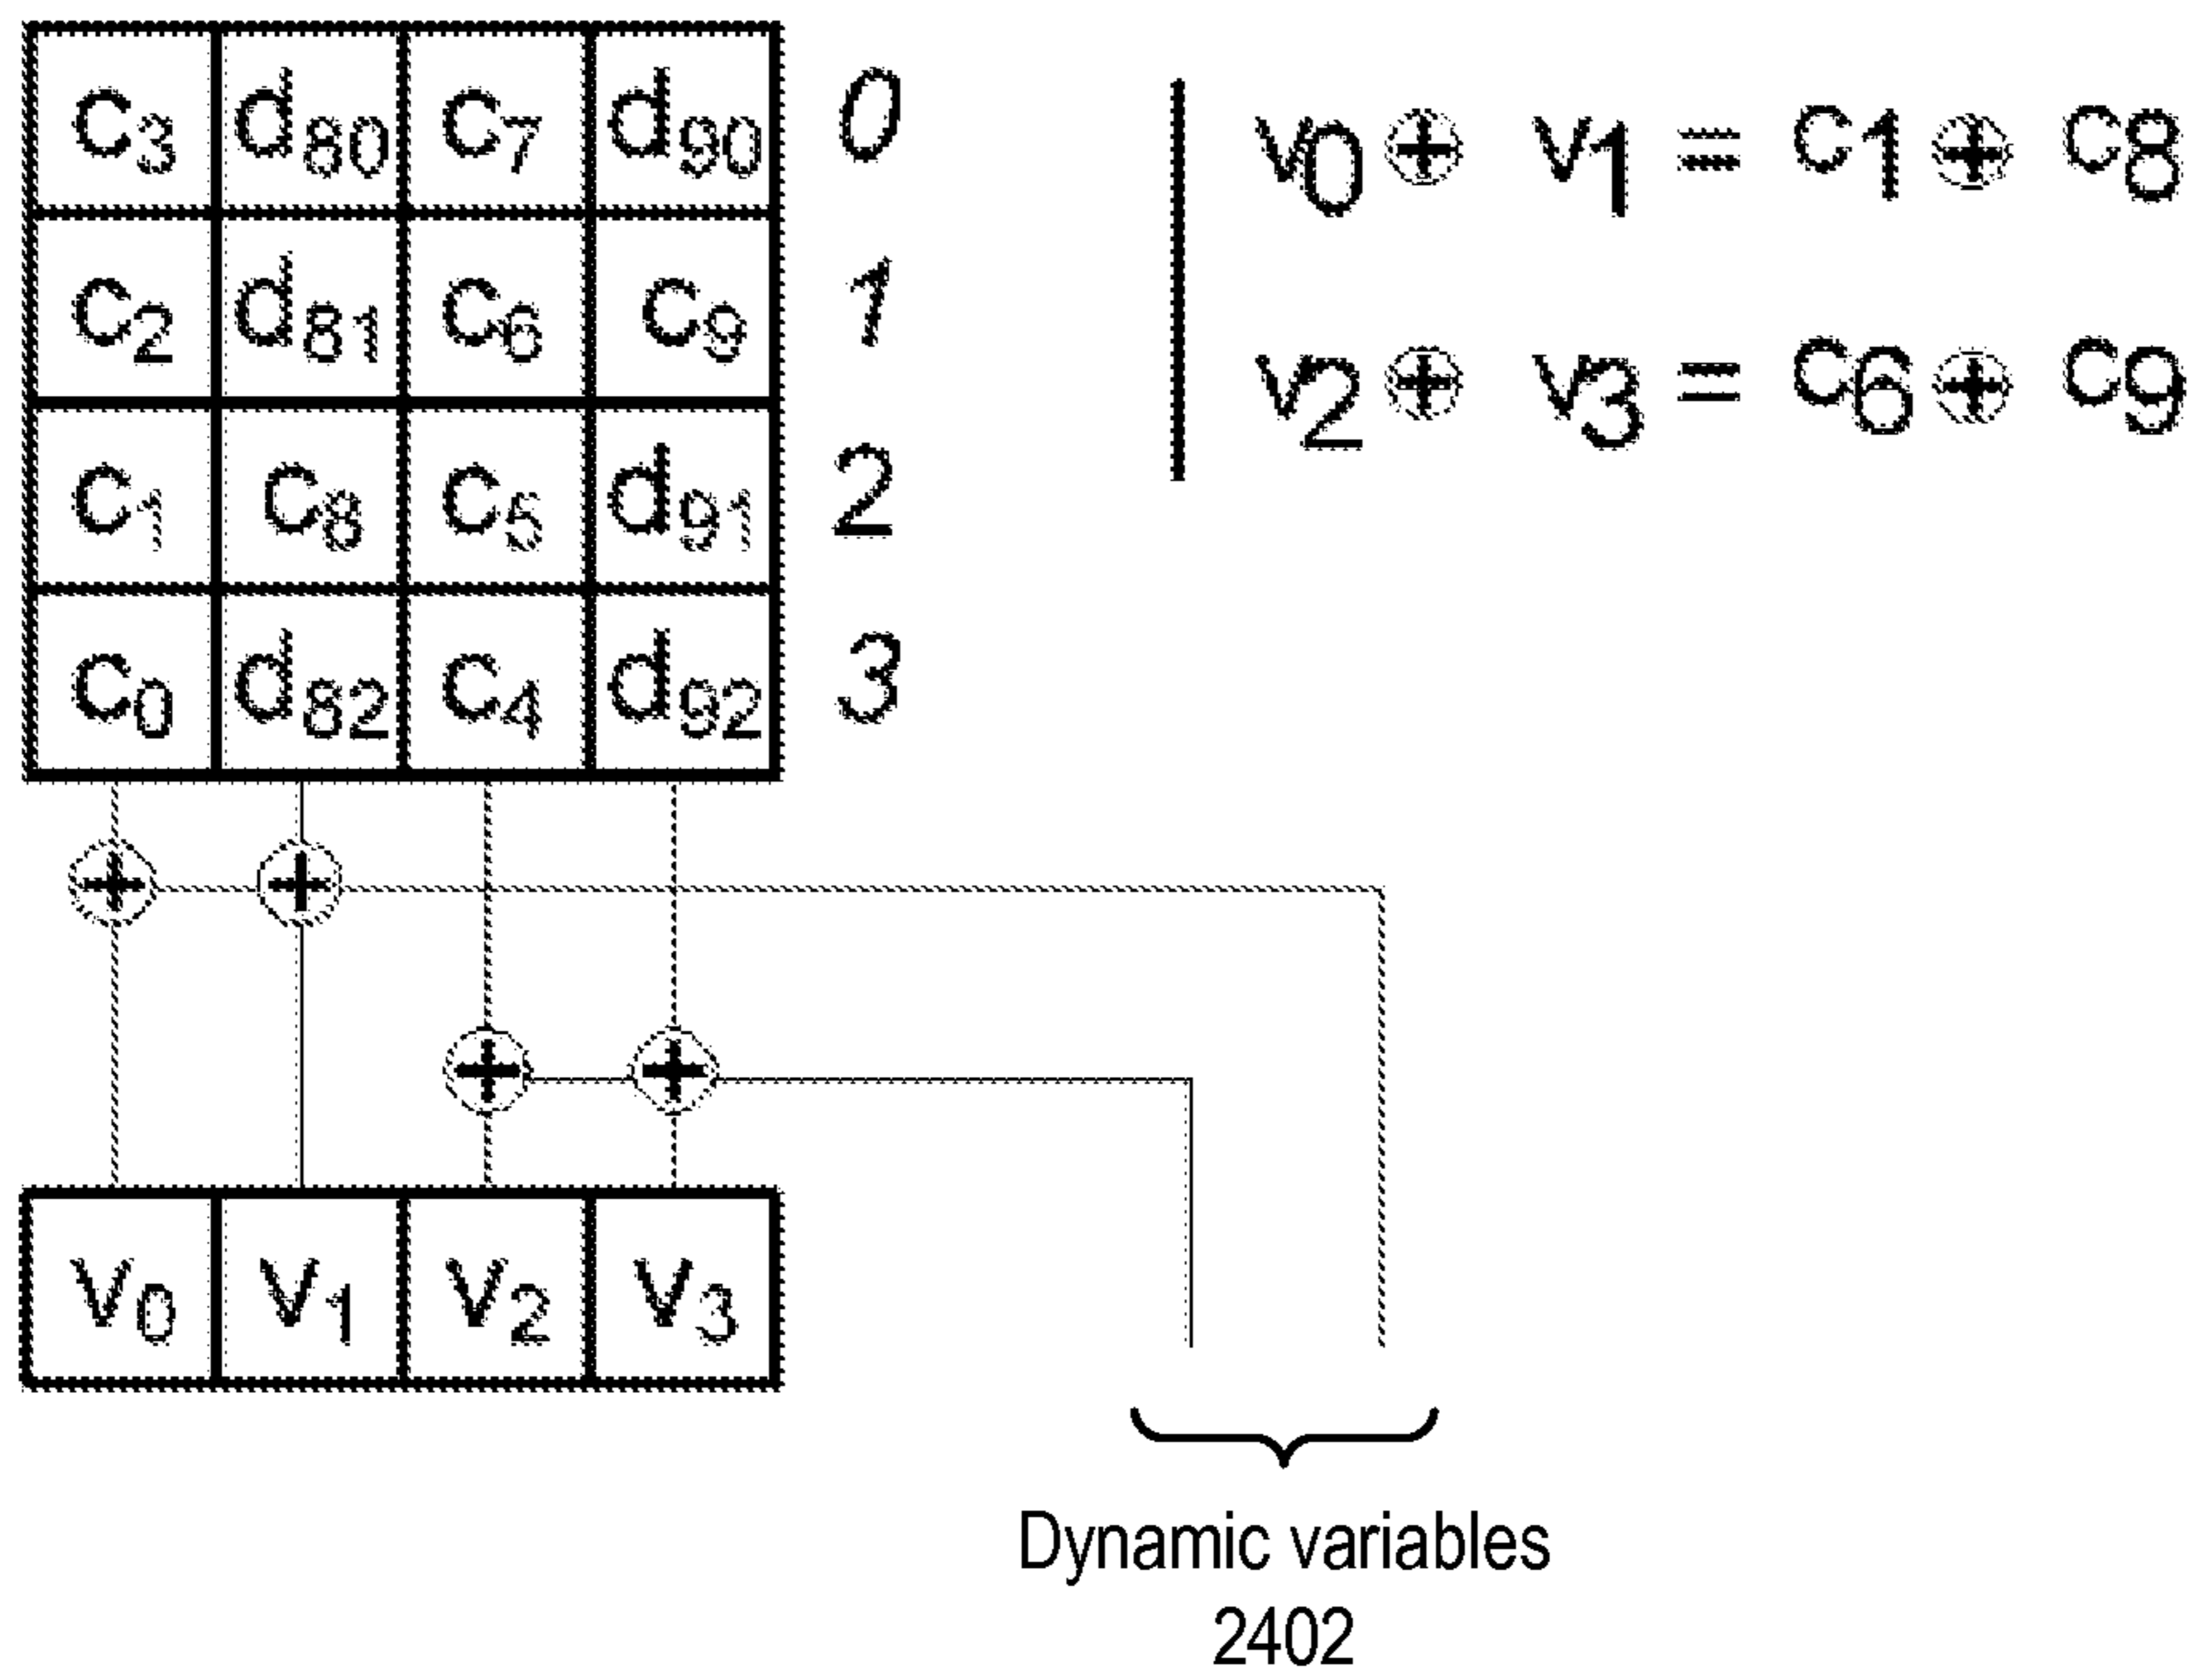 c3 d80 c7 d90 0
c2 d81 c6 c9 1
c1 c8 c5 d91 2
c0 d82 c4 d92 3
v0 ⊕ v1 = c1 ⊕ c8
v2 ⊕ v3 = c6 ⊕ c9
v0 v1 v2 v3
Dynamic variables
2402